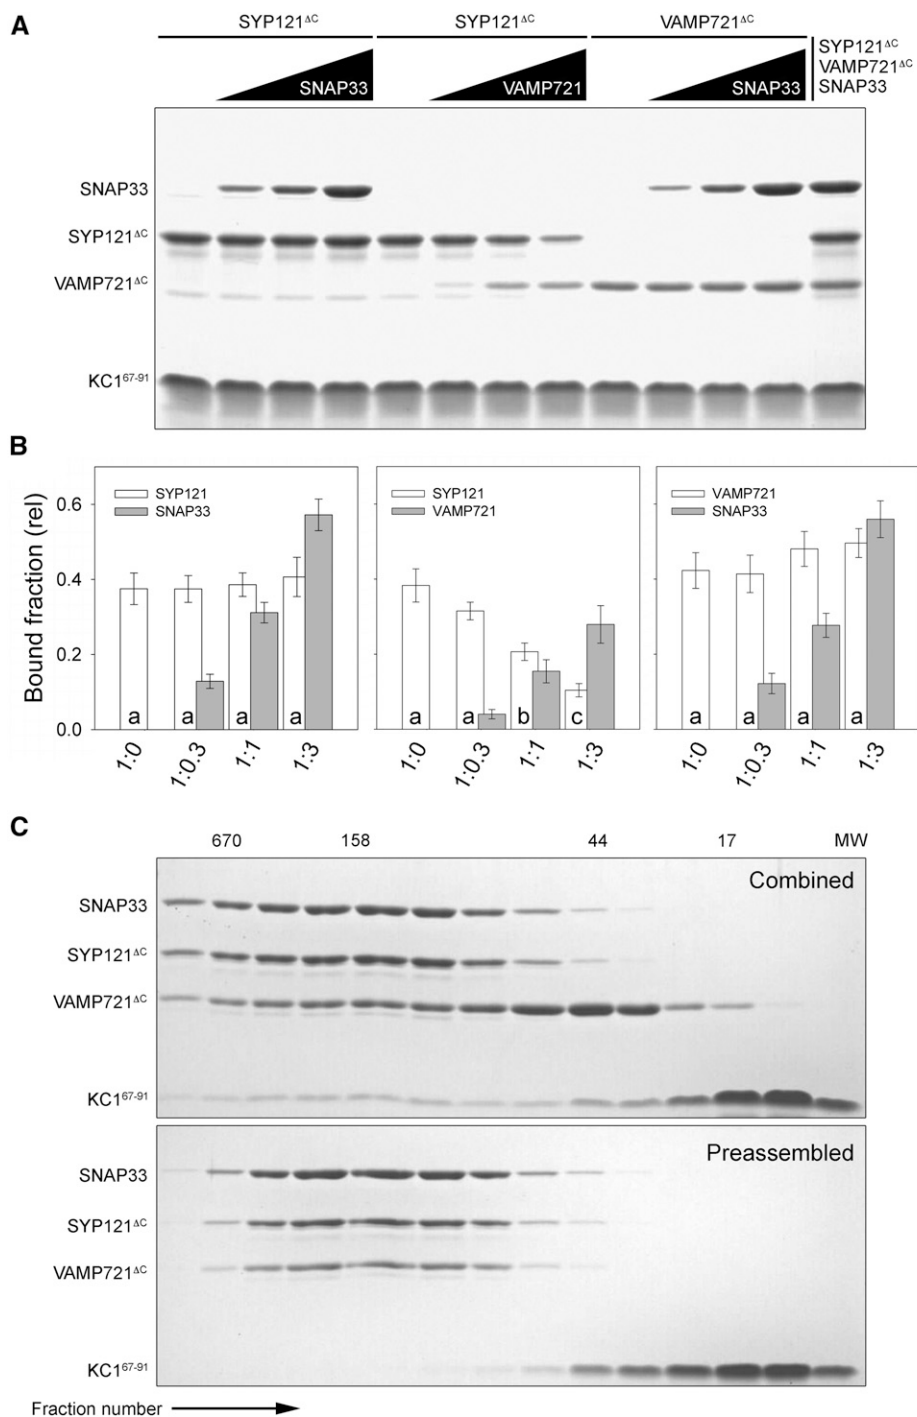 A
SYP121ΔC SYP121ΔC VAMP721ΔC
SNAP33 VAMP721 SNAP33
SYP121ΔC
VAMP721ΔC
SNAP33
SNAP33
SYP121ΔC
VAMP721ΔC
KC167-91
B
Bound fraction (rel)
0.6
0.4
0.2
0.0
SYP121
SNAP33
a a a a
1:0 1:0.3 1:1 1:3
SYP121
VAMP721
a a b c
1:0 1:0.3 1:1 1:3
VAMP721
SNAP33
a a a a
1:0 1:0.3 1:1 1:3
C
670 158 44 17 MW
Combined
SNAP33
SYP121ΔC
VAMP721ΔC
KC167-91
Preassembled
SNAP33
SYP121ΔC
VAMP721ΔC
KC167-91
Fraction number